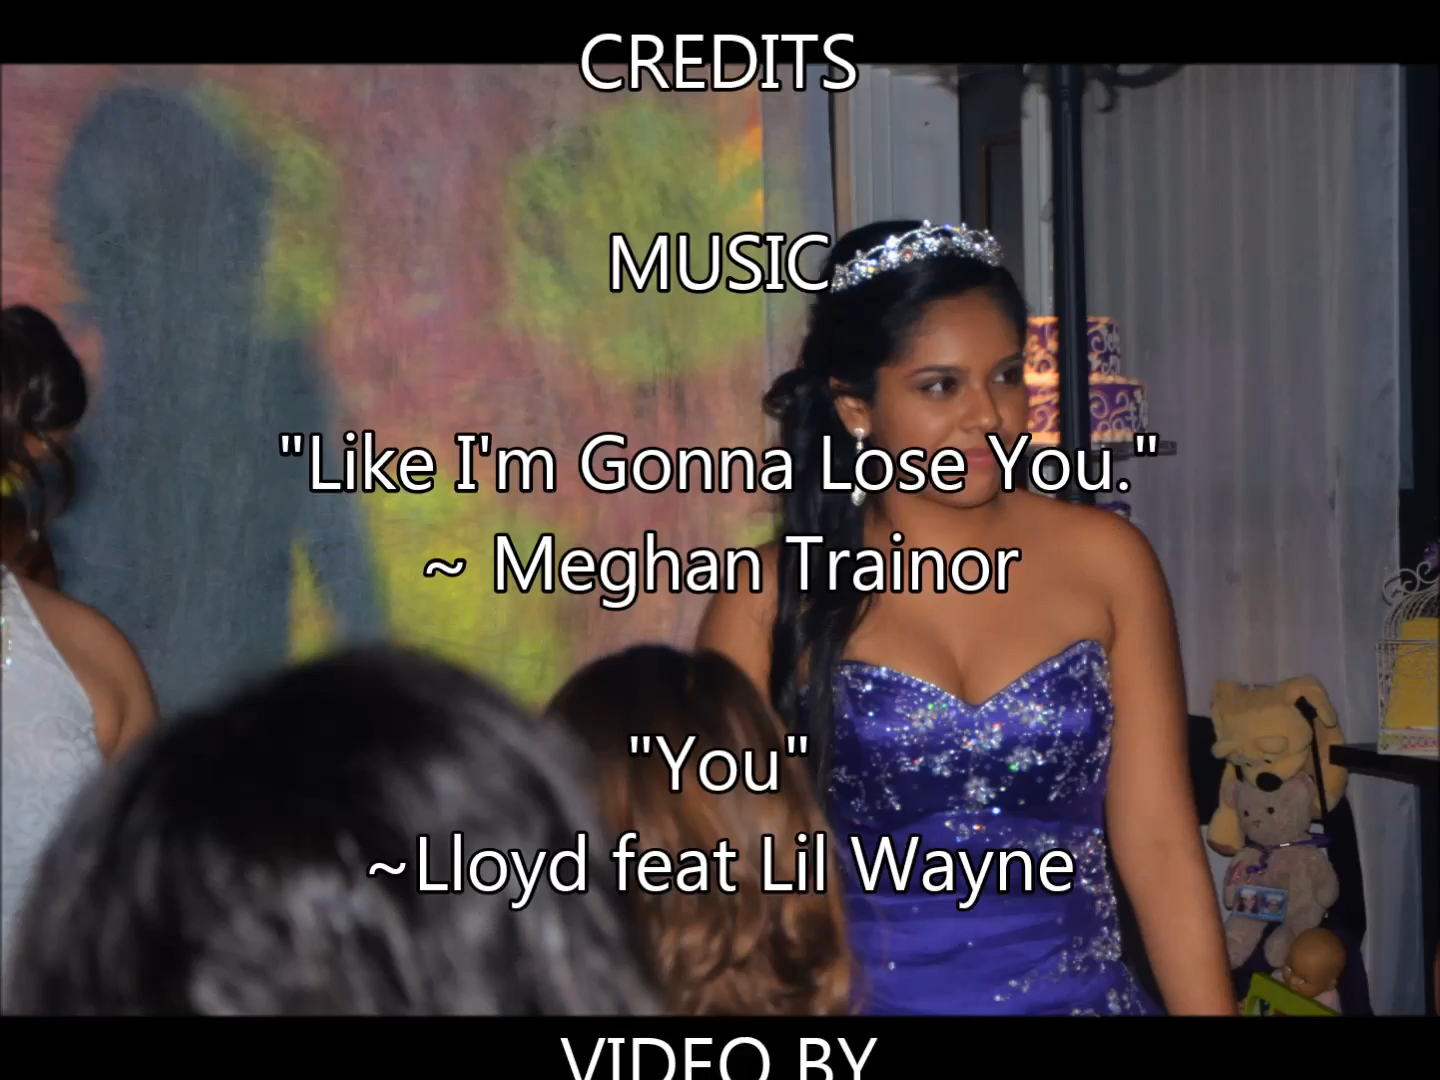 CREDITS
MUSIC
"Like I'm Gonna Lose You."
~ Meghan Trainor
"You"
~Lloyd feat Lil Wayne
VIDEO BY